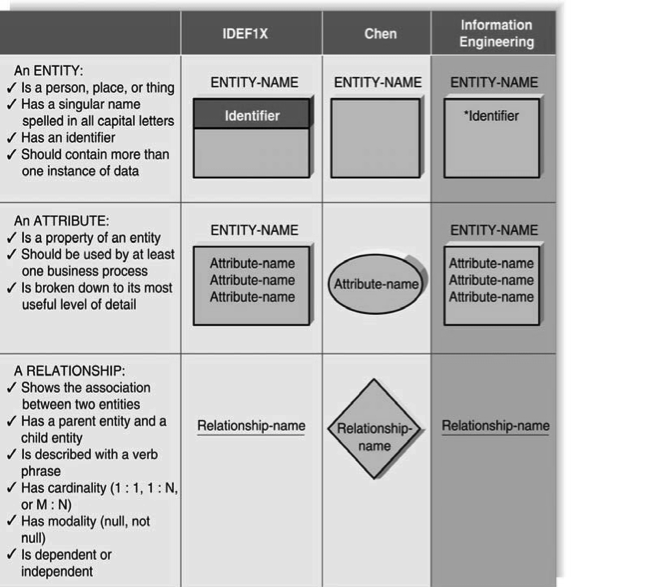 IDEF1X
Chen
Information
Engineering
An ENTITY:
✓ Is a person, place, or thing
✓ Has a singular name
spelled in all capital letters
✓ Has an identifier
✓ Should contain more than
one instance of data
ENTITY-NAME
Identifier
ENTITY-NAME
ENTITY-NAME
*Identifier
An ATTRIBUTE:
✓ Is a property of an entity
✓ Should be used by at least
one business process
✓ Is broken down to its most
useful level of detail
ENTITY-NAME
Attribute-name
Attribute-name
Attribute-name
Attribute-name
ENTITY-NAME
Attribute-name
Attribute-name
Attribute-name
A RELATIONSHIP:
✓ Shows the association
between two entities
✓ Has a parent entity and a
child entity
✓ Is described with a verb
phrase
✓ Has cardinality (1 : 1, 1 : N,
or M : N)
✓ Has modality (null, not
null)
✓ Is dependent or
independent
Relationship-name
Relationship-
name
Relationship-name